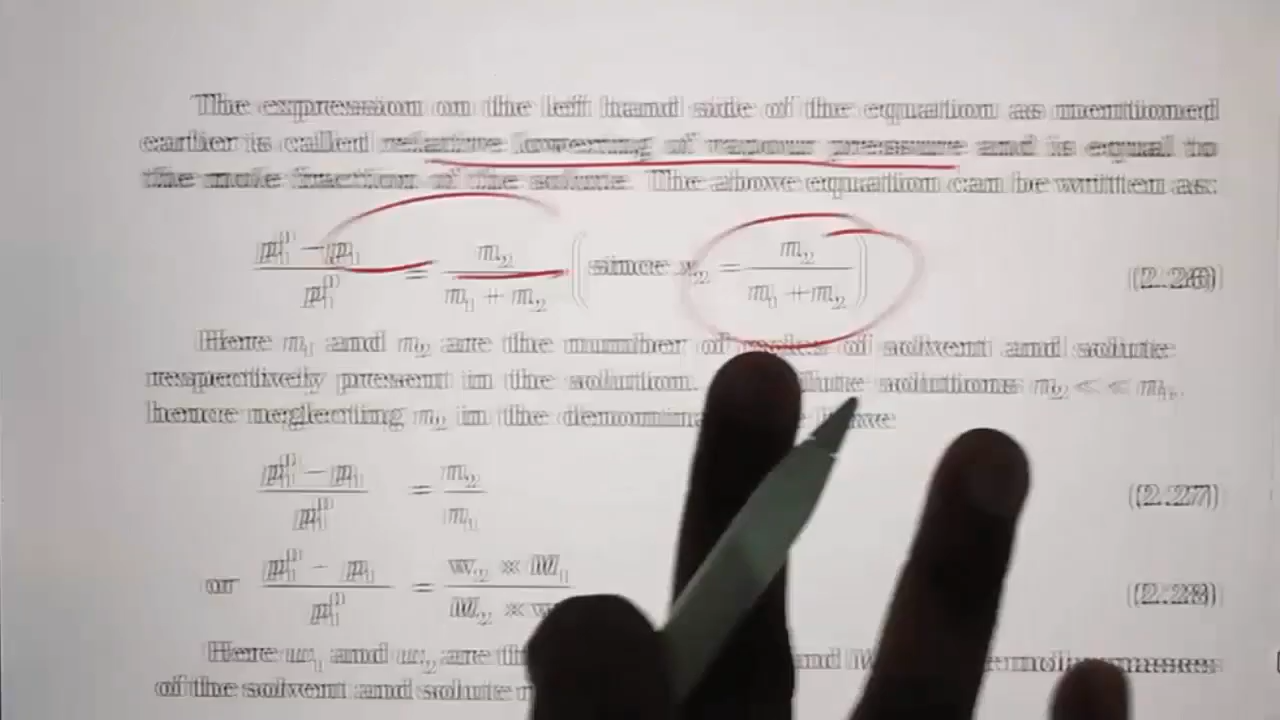 The expression on the left hand side of the equation as mentioned
earlier is called relative lowering of vapour pressure and is equal to
the mole fraction of the solute. The above equation can be written as:
(p₁⁰ − p₁)/p₁⁰ = n₂/(n₁ + n₂) (since x₂ = n₂/(n₁ + n₂)) (2.26)
Here n₁ and n₂ are the number of moles of solvent and solute
respectively present in the solution. solutions n₂ < < n₁,
hence neglecting n₂ in the have
(p₁⁰ − p₁)/p₁⁰ = n₂/n₁ (2.27)
or (p₁⁰ − p₁)/p₁⁰ = w₂ × M₁ / M₂ × w (2.28)
Here w₁ and w₂ are and masses
of the solvent and solute